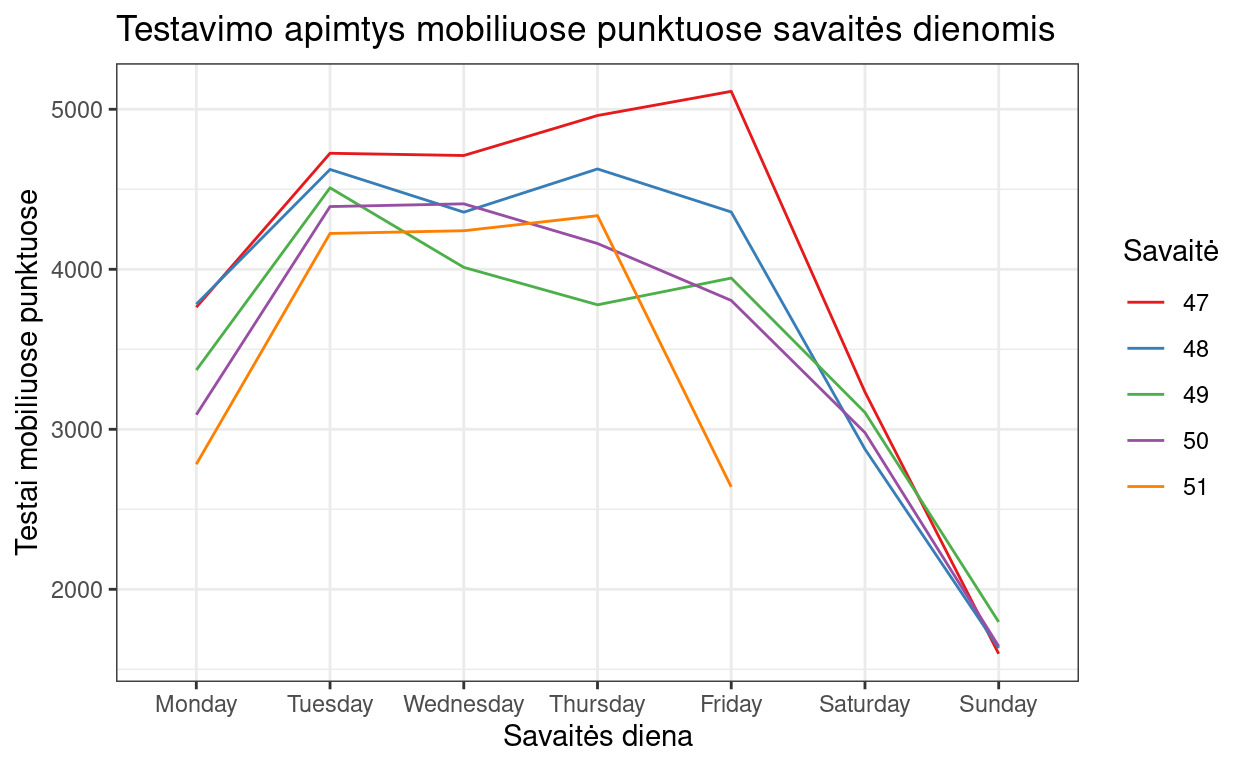 Testavimo apimtys mobiliuose punktuose savaitės dienomis
Testai mobiliuose punktuose
5000
4000
3000
2000
Monday Tuesday Wednesday Thursday Friday Saturday Sunday
Savaitės diena
Savaitė
47
48
49
50
51